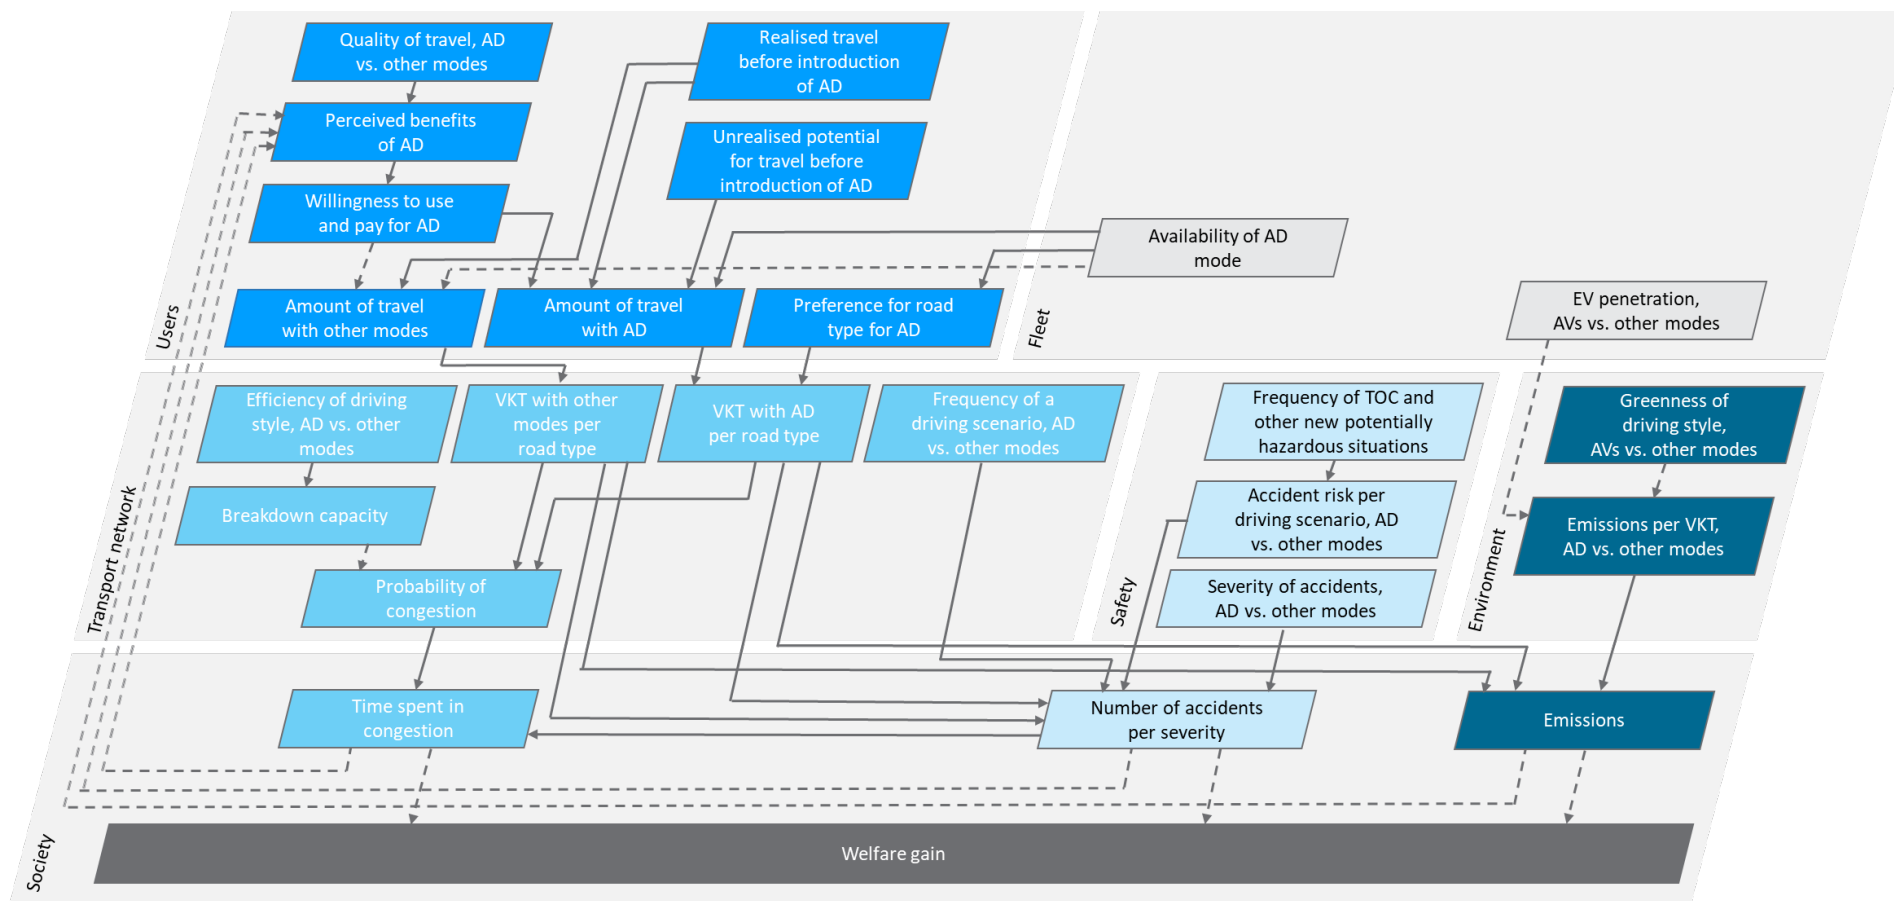 Quality of travel, AD
vs. other modes
Realised travel
before introduction
of AD
Perceived benefits
of AD
Unrealised potential
for travel before
introduction of AD
Willingness to use
and pay for AD
Availability of AD
mode
Amount of travel
with other modes
Amount of travel
with AD
Preference for road
type for AD
EV penetration,
AVs vs. other modes
Users
Fleet
Efficiency of driving
style, AD vs. other
modes
VKT with other
modes per
road type
VKT with AD
per road type
Frequency of a
driving scenario, AD
vs. other modes
Frequency of TOC and
other new potentially
hazardous situations
Greenness of
driving style,
AVs vs. other modes
Breakdown capacity
Accident risk per
driving scenario, AD
vs. other modes
Emissions per VKT,
AD vs. other modes
Probability of
congestion
Severity of accidents,
AD vs. other modes
Transport network
Safety
Environment
Time spent in
congestion
Number of accidents
per severity
Emissions
Society
Welfare gain